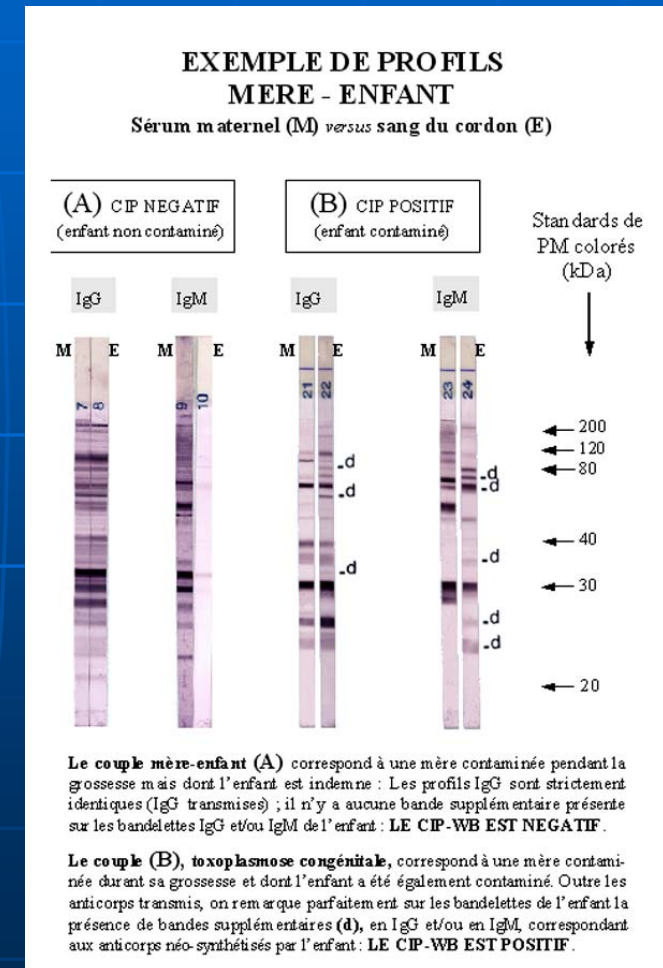 EXEMPLE DE PROFILS
MERE - ENFANT
Sérum maternel (M) versus sang du cordon (E)
(A) CIP NEGATIF
(enfant non contaminé)
(B) CIP POSITIF
(enfant contaminé)
Standards de
PM colorés
(kDa)
IgG
IgM
IgG
IgM
M E M E M E M E
7 8 9 10 21 22 23 24
200
120
80
40
30
20
-d
-d
-d
-d
-d
-d
-d
-d
Le couple mère-enfant (A) correspond à une mère contaminée pendant la
grossesse mais dont l'enfant est indemne : Les profils IgG sont strictement
identiques (IgG transmises) ; il n'y a aucune bande supplémentaire présente
sur les bandelettes IgG et/ou IgM de l'enfant : LE CIP-WB EST NEGATIF.
Le couple (B), toxoplasmose congénitale, correspond à une mère contami-
née durant sa grossesse et dont l'enfant a été également contaminé. Outre les
anticorps transmis, on remarque parfaitement sur les bandelettes de l'enfant la
présence de bandes supplémentaires (d), en IgG et/ou en IgM, correspondant
aux anticorps néo-synthétisés par l'enfant : LE CIP-WB EST POSITIF.